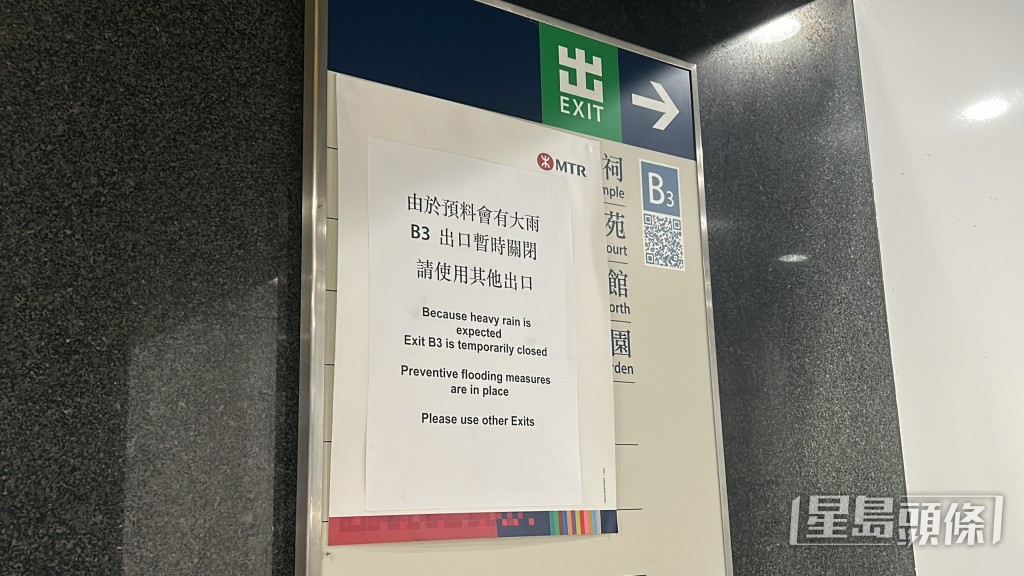 出
EXIT
MTR
由於預料會有大雨
B3 出口暫時關閉
請使用其他出口
Because heavy rain is
expected
Exit B3 is temporarily closed
Preventive flooding measures
are in place
Please use other Exits
祠
mple
苑
ourt
館
orth
園
rden
B3
星島頭條